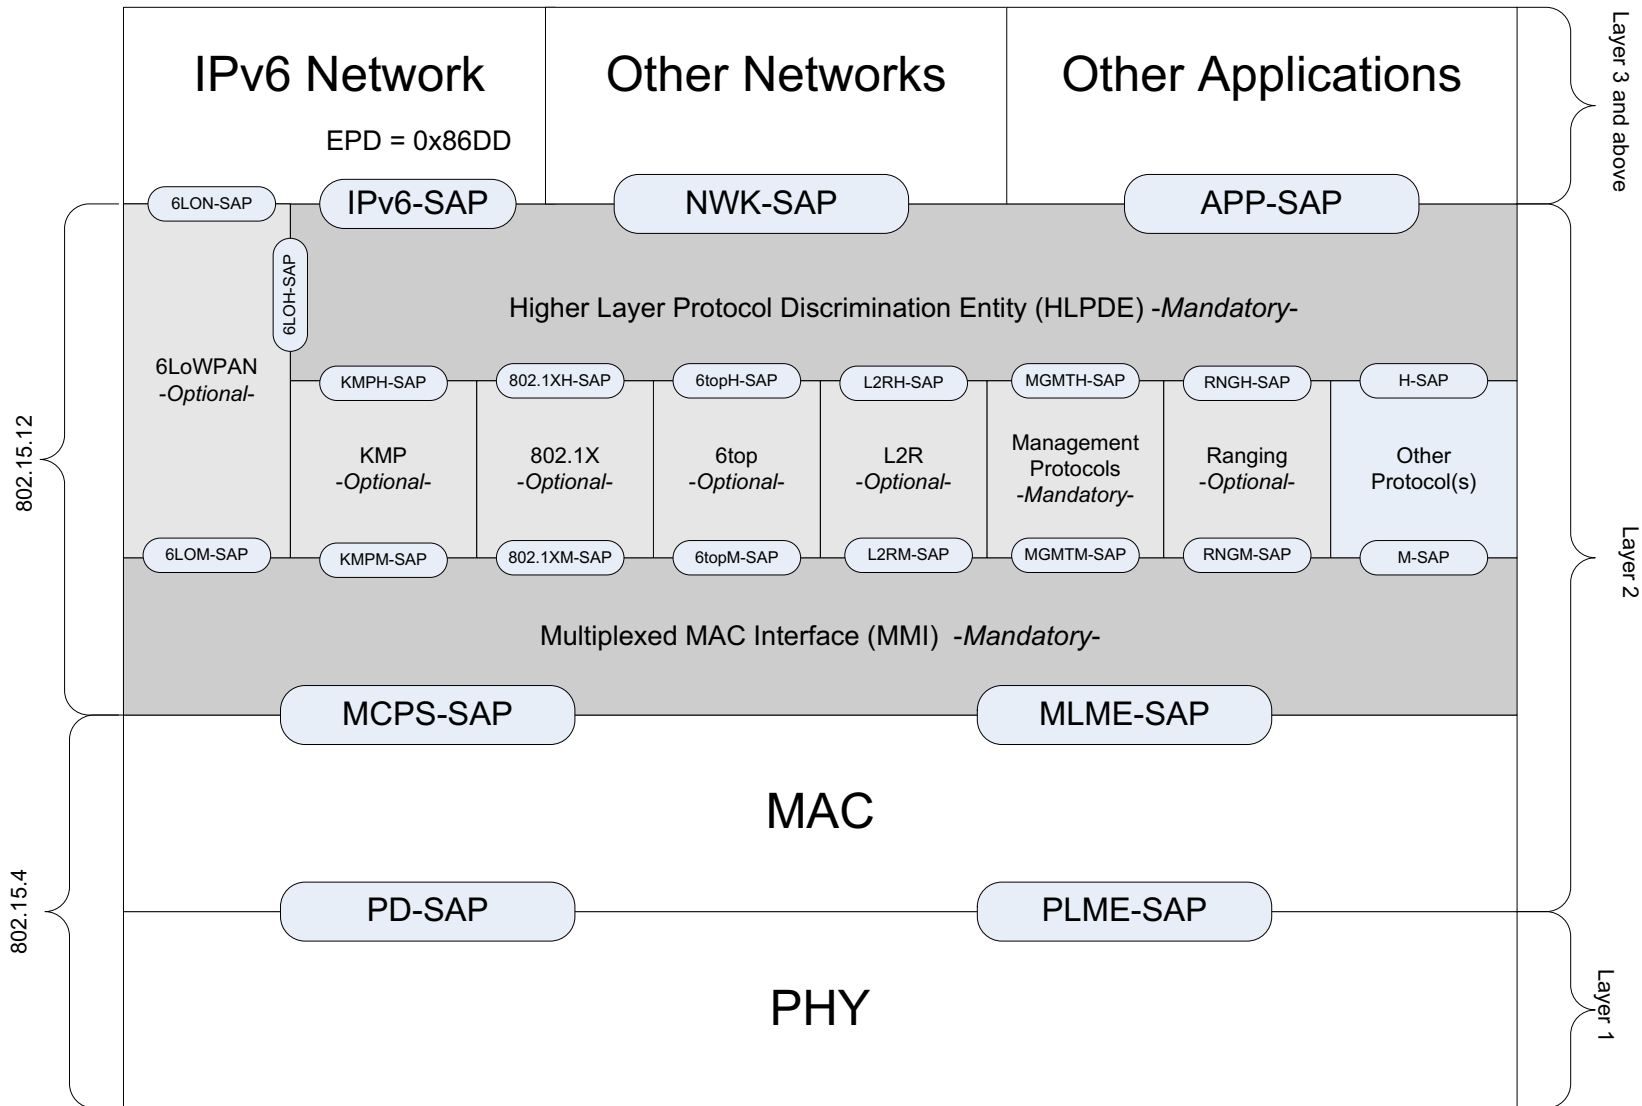 IPv6 Network
Other Networks
Other Applications
Layer 3 and above
EPD = 0x86DD
6LON-SAP
IPv6-SAP
NWK-SAP
APP-SAP
6LOH-SAP
Higher Layer Protocol Discrimination Entity (HLPDE) -Mandatory-
6LoWPAN
-Optional-
KMPH-SAP
802.1XH-SAP
6topH-SAP
L2RH-SAP
MGMTH-SAP
RNGH-SAP
H-SAP
802.15.12
KMP
-Optional-
802.1X
-Optional-
6top
-Optional-
L2R
-Optional-
Management
Protocols
-Mandatory-
Ranging
-Optional-
Other
Protocol(s)
Layer 2
6LOM-SAP
KMPM-SAP
802.1XM-SAP
6topM-SAP
L2RM-SAP
MGMTM-SAP
RNGM-SAP
M-SAP
Multiplexed MAC Interface (MMI) -Mandatory-
MCPS-SAP
MLME-SAP
MAC
802.15.4
PD-SAP
PLME-SAP
PHY
Layer 1